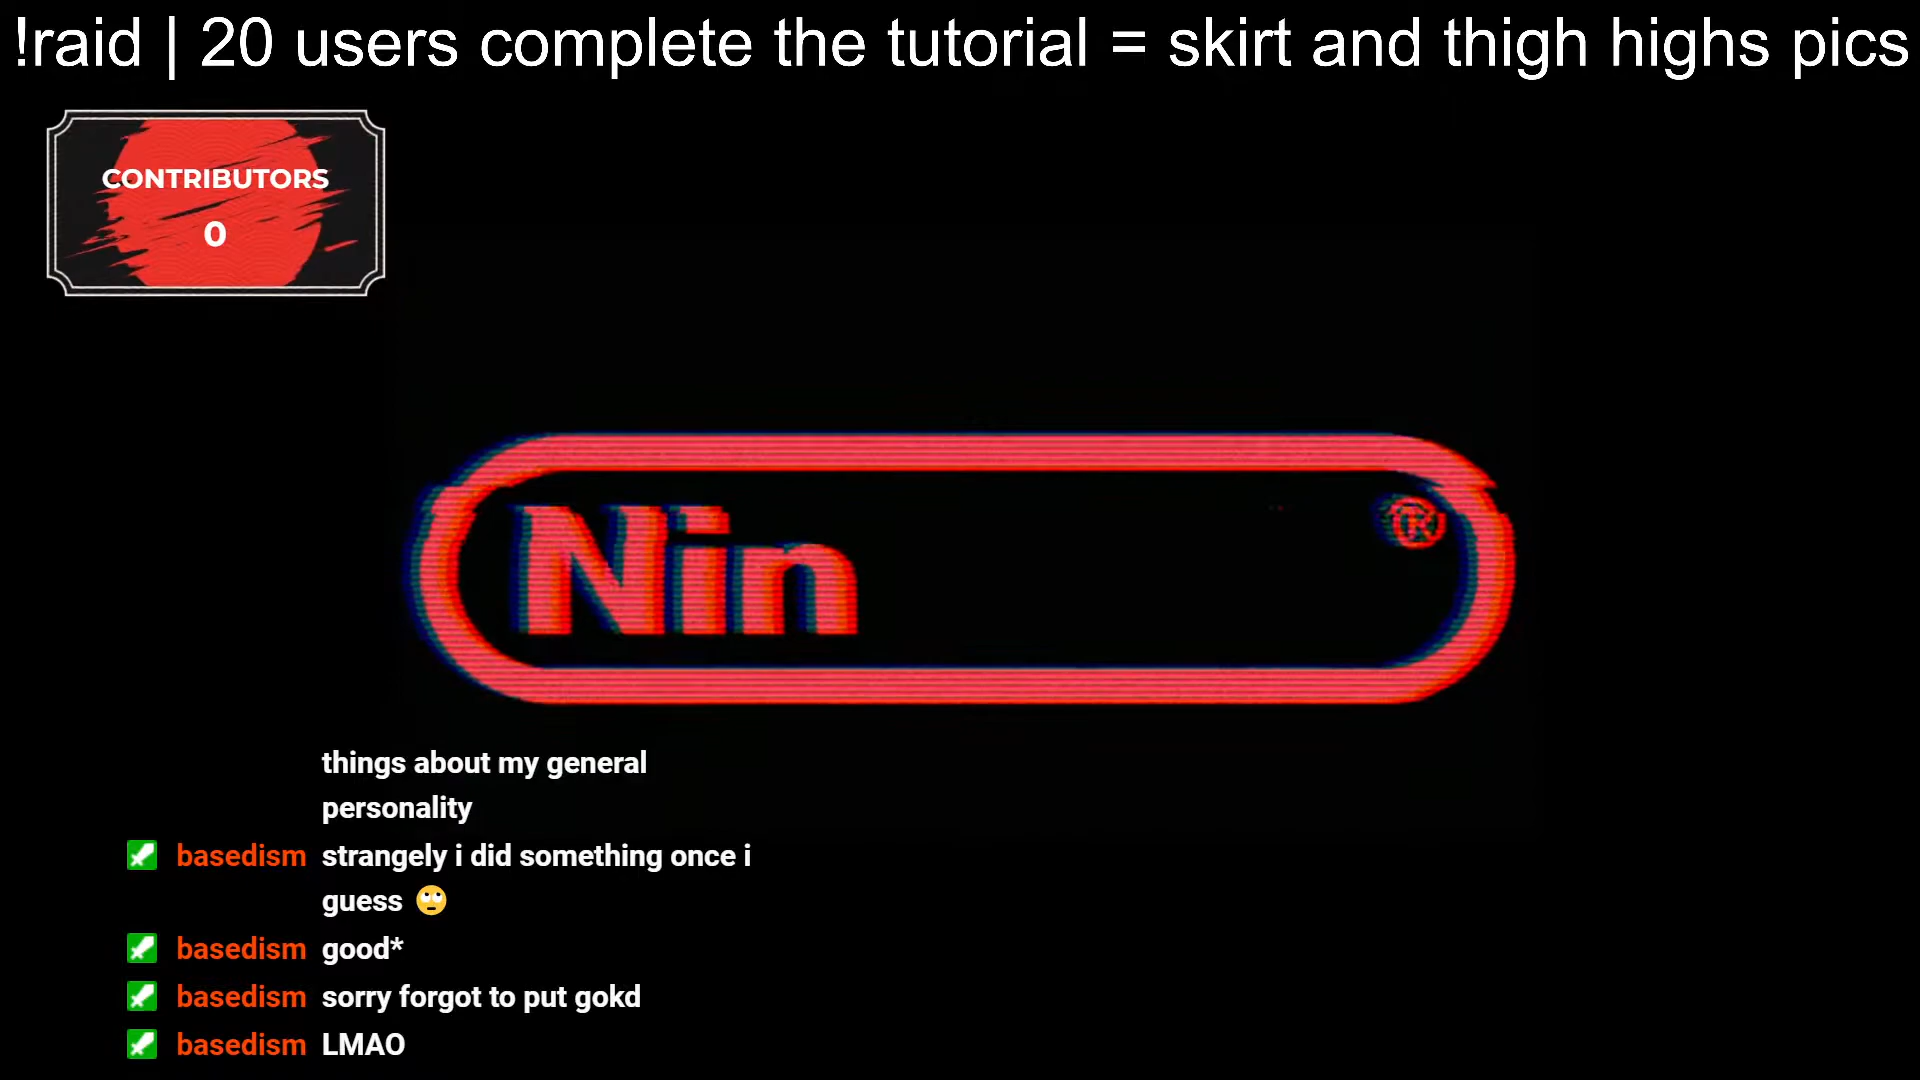 !raid | 20 users complete the tutorial = skirt and thigh highs pics
CONTRIBUTORS
0
Nin
®
things about my general
personality
basedism strangely i did something once i
guess 🙄
basedism good*
basedism sorry forgot to put gokd
basedism LMAO